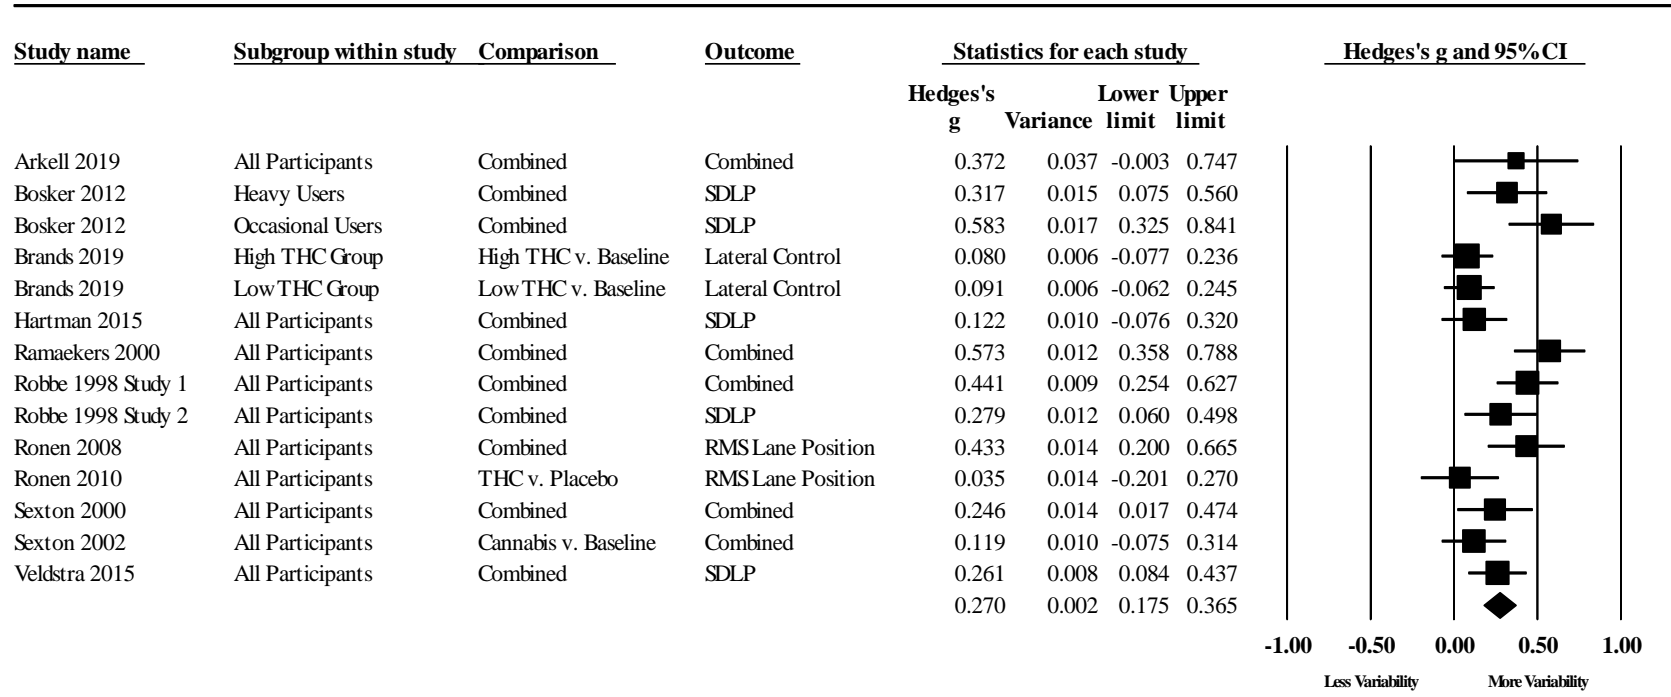 Study name Subgroup within study Comparison Outcome Statistics for each study Hedges's g and 95% CI
Hedges's Lower Upper
g Variance limit limit
Arkell 2019 All Participants Combined Combined 0.372 0.037 -0.003 0.747
Bosker 2012 Heavy Users Combined SDLP 0.317 0.015 0.075 0.560
Bosker 2012 Occasional Users Combined SDLP 0.583 0.017 0.325 0.841
Brands 2019 High THC Group High THC v. Baseline Lateral Control 0.080 0.006 -0.077 0.236
Brands 2019 Low THC Group Low THC v. Baseline Lateral Control 0.091 0.006 -0.062 0.245
Hartman 2015 All Participants Combined SDLP 0.122 0.010 -0.076 0.320
Ramaekers 2000 All Participants Combined Combined 0.573 0.012 0.358 0.788
Robbe 1998 Study 1 All Participants Combined Combined 0.441 0.009 0.254 0.627
Robbe 1998 Study 2 All Participants Combined SDLP 0.279 0.012 0.060 0.498
Ronen 2008 All Participants Combined RMS Lane Position 0.433 0.014 0.200 0.665
Ronen 2010 All Participants THC v. Placebo RMS Lane Position 0.035 0.014 -0.201 0.270
Sexton 2000 All Participants Combined Combined 0.246 0.014 0.017 0.474
Sexton 2002 All Participants Cannabis v. Baseline Combined 0.119 0.010 -0.075 0.314
Veldstra 2015 All Participants Combined SDLP 0.261 0.008 0.084 0.437
0.270 0.002 0.175 0.365
-1.00 -0.50 0.00 0.50 1.00
Less Variability More Variability